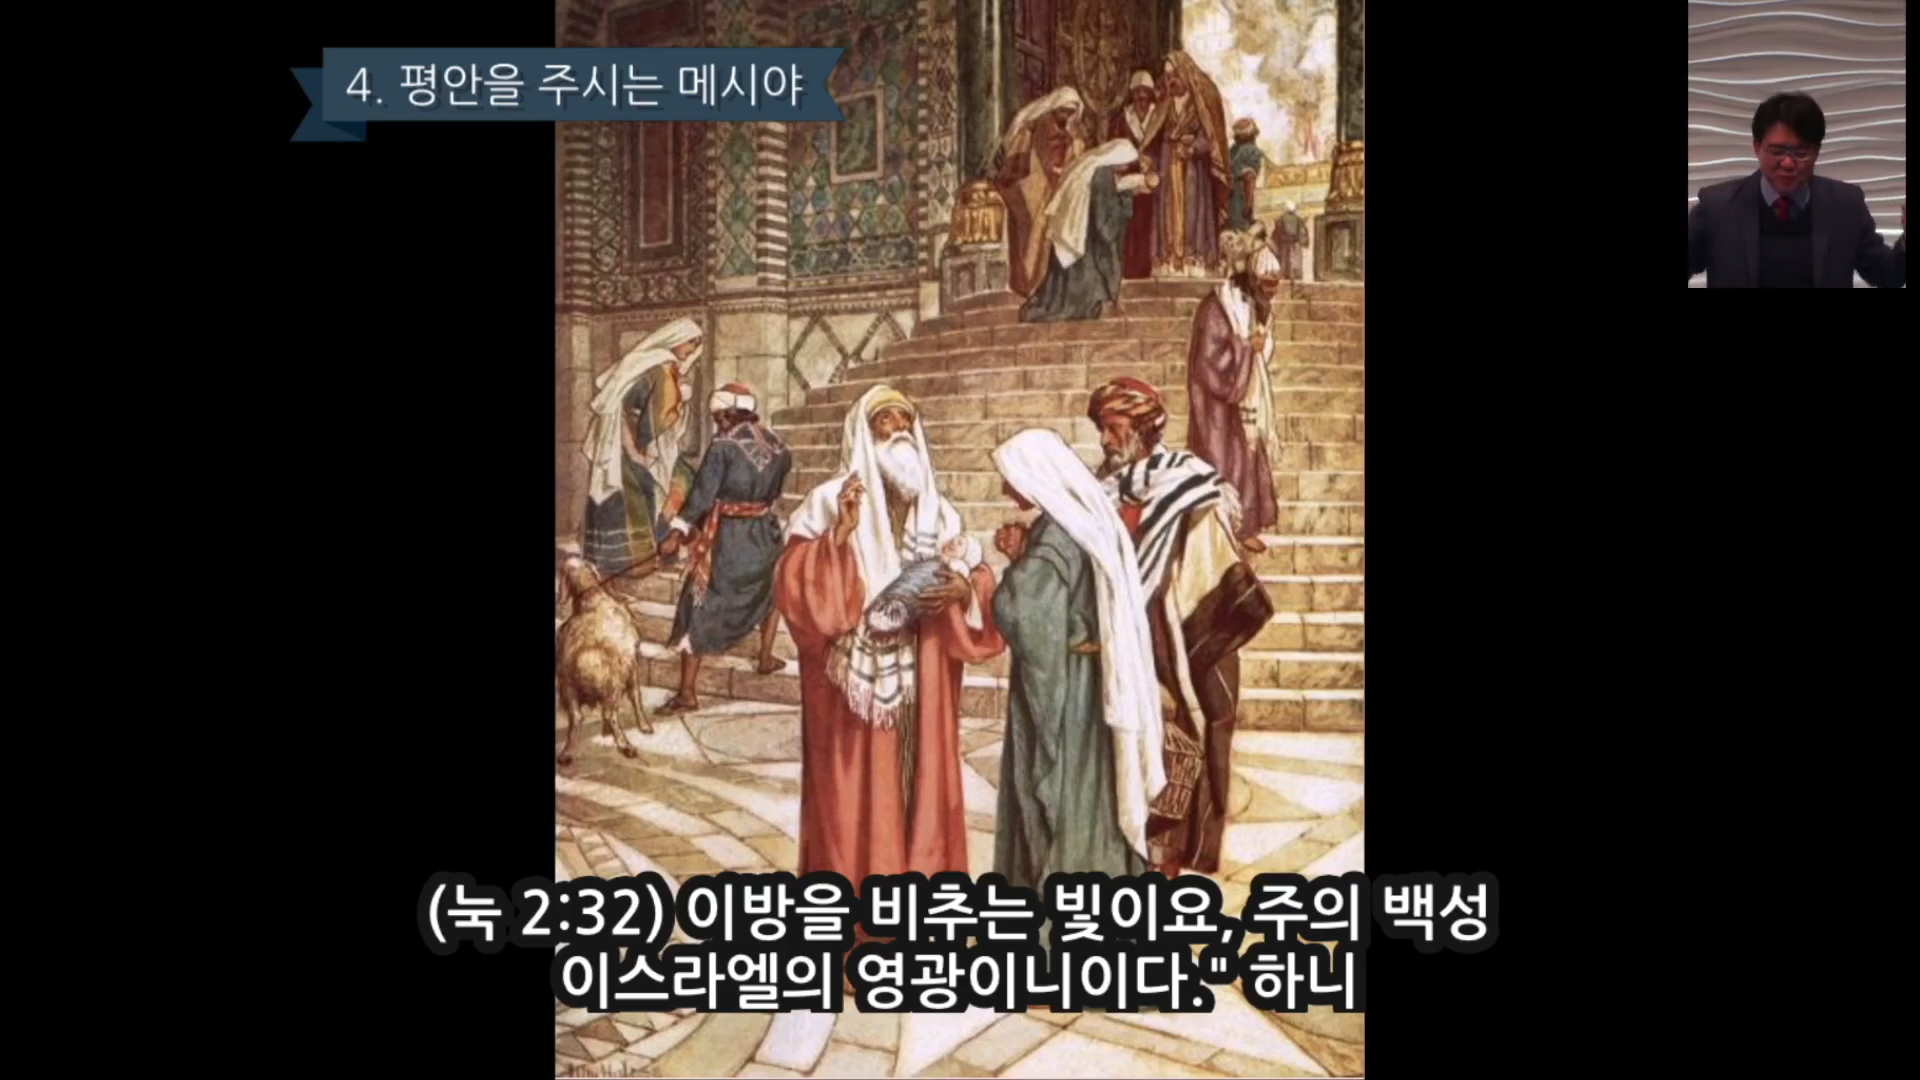 4. 평안을 주시는 메시야
(눅 2:32) 이방을 비추는 빛이요, 주의 백성
이스라엘의 영광이니이다." 하니